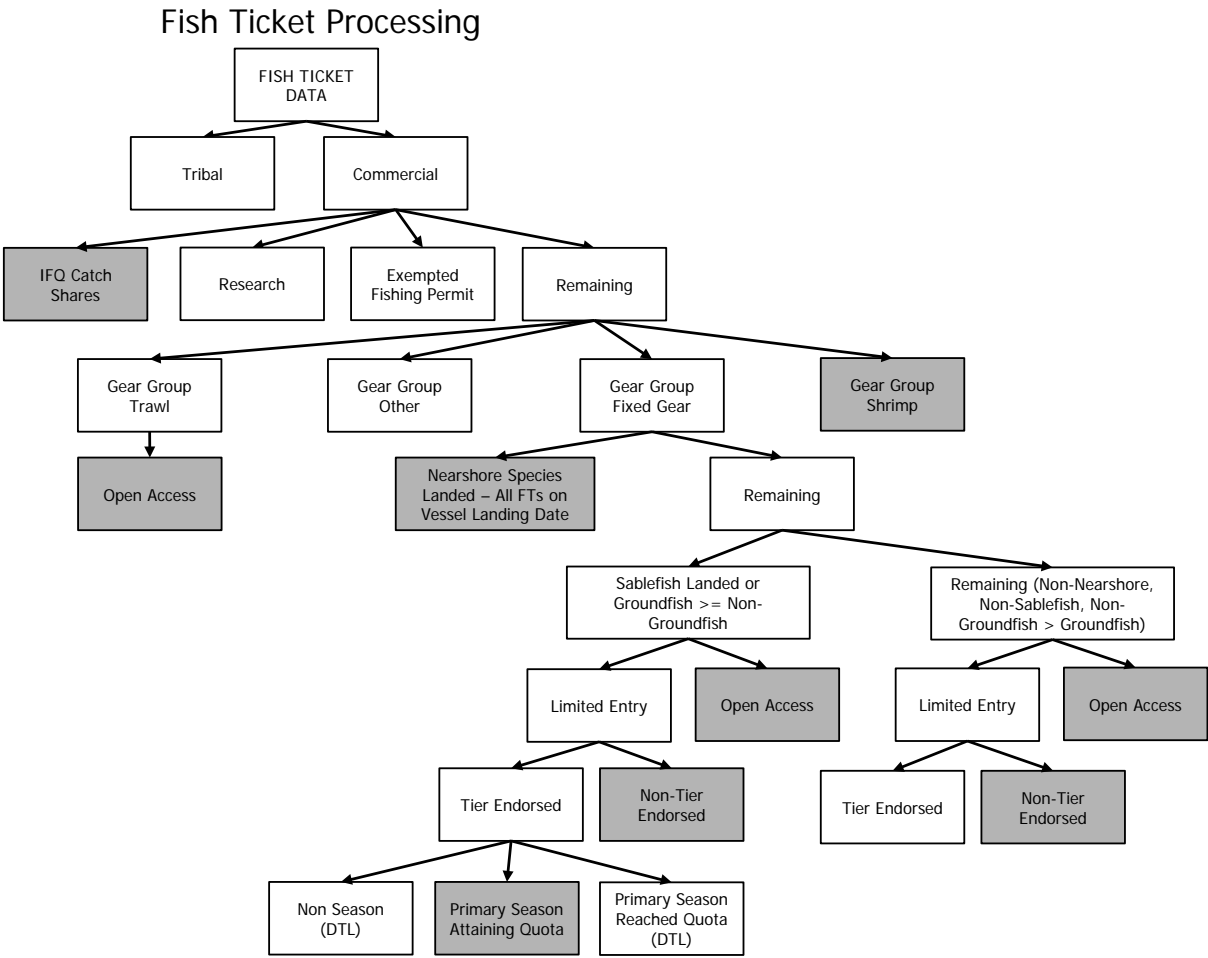 Fish Ticket Processing
FISH TICKET
DATA
Tribal
Commercial
IFQ Catch
Shares
Research
Exempted
Fishing Permit
Remaining
Gear Group
Trawl
Gear Group
Other
Gear Group
Fixed Gear
Gear Group
Shrimp
Open Access
Nearshore Species
Landed – All FTs on
Vessel Landing Date
Remaining
Sablefish Landed or
Groundfish >= Non-
Groundfish
Remaining (Non-Nearshore,
Non-Sablefish, Non-
Groundfish > Groundfish)
Limited Entry
Open Access
Limited Entry
Open Access
Tier Endorsed
Non-Tier
Endorsed
Tier Endorsed
Non-Tier
Endorsed
Non Season
(DTL)
Primary Season
Attaining Quota
Primary Season
Reached Quota
(DTL)